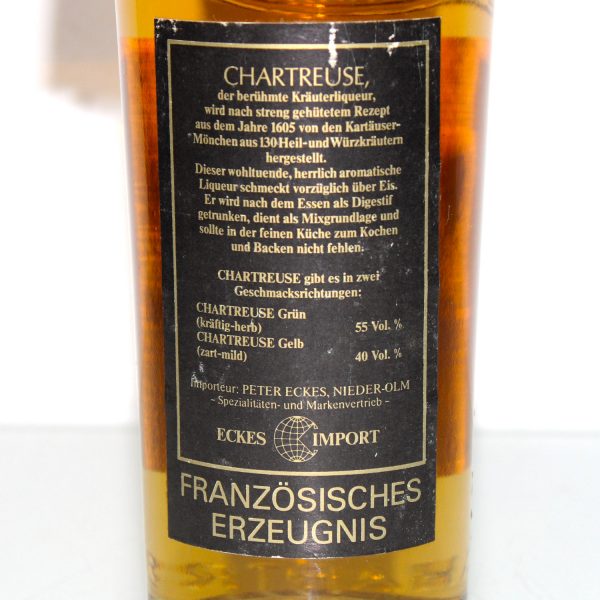 CHARTREUSE,
der berühmte Kräuterliqueur,
wird nach streng gehütetem Rezept
aus dem Jahre 1605 von den Kartäuser-
Mönchen aus 130 Heil- und Würzkräutern
hergestellt.
Dieser wohltuende, herrlich aromatische
Liqueur schmeckt vorzüglich über Eis.
Er wird nach dem Essen als Digestif
getrunken, dient als Mixgrundlage und
sollte in der feinen Küche zum Kochen
und Backen nicht fehlen.
CHARTREUSE gibt es in zwei
Geschmacksrichtungen:
CHARTREUSE Grün
(kräftig-herb) 55 Vol. %
CHARTREUSE Gelb
(zart-mild) 40 Vol. %
Importeur: PETER ECKES, NIEDER-OLM
- Spezialitäten- und Markenvertrieb -
ECKES IMPORT
FRANZÖSISCHES
ERZEUGNIS